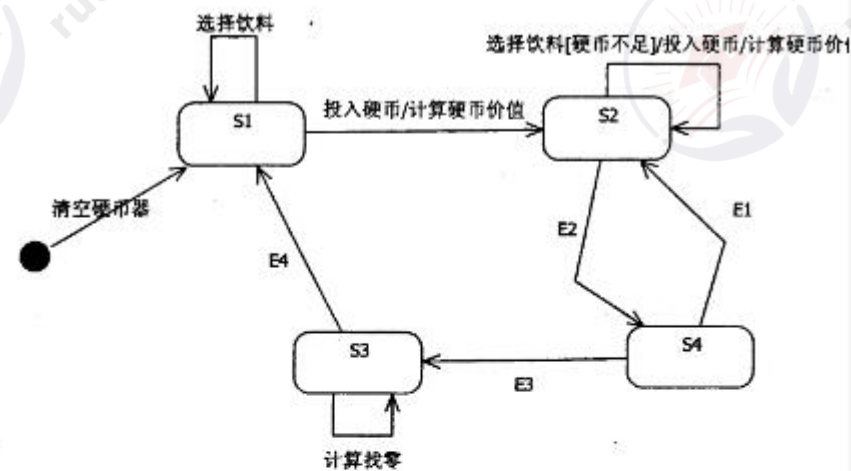 选择饮料
选择饮料[硬币不足]/投入硬币/计算硬币价
S1
投入硬币/计算硬币价值
S2
清空硬币器
E4
E2
E1
S3
E3
S4
计算找零